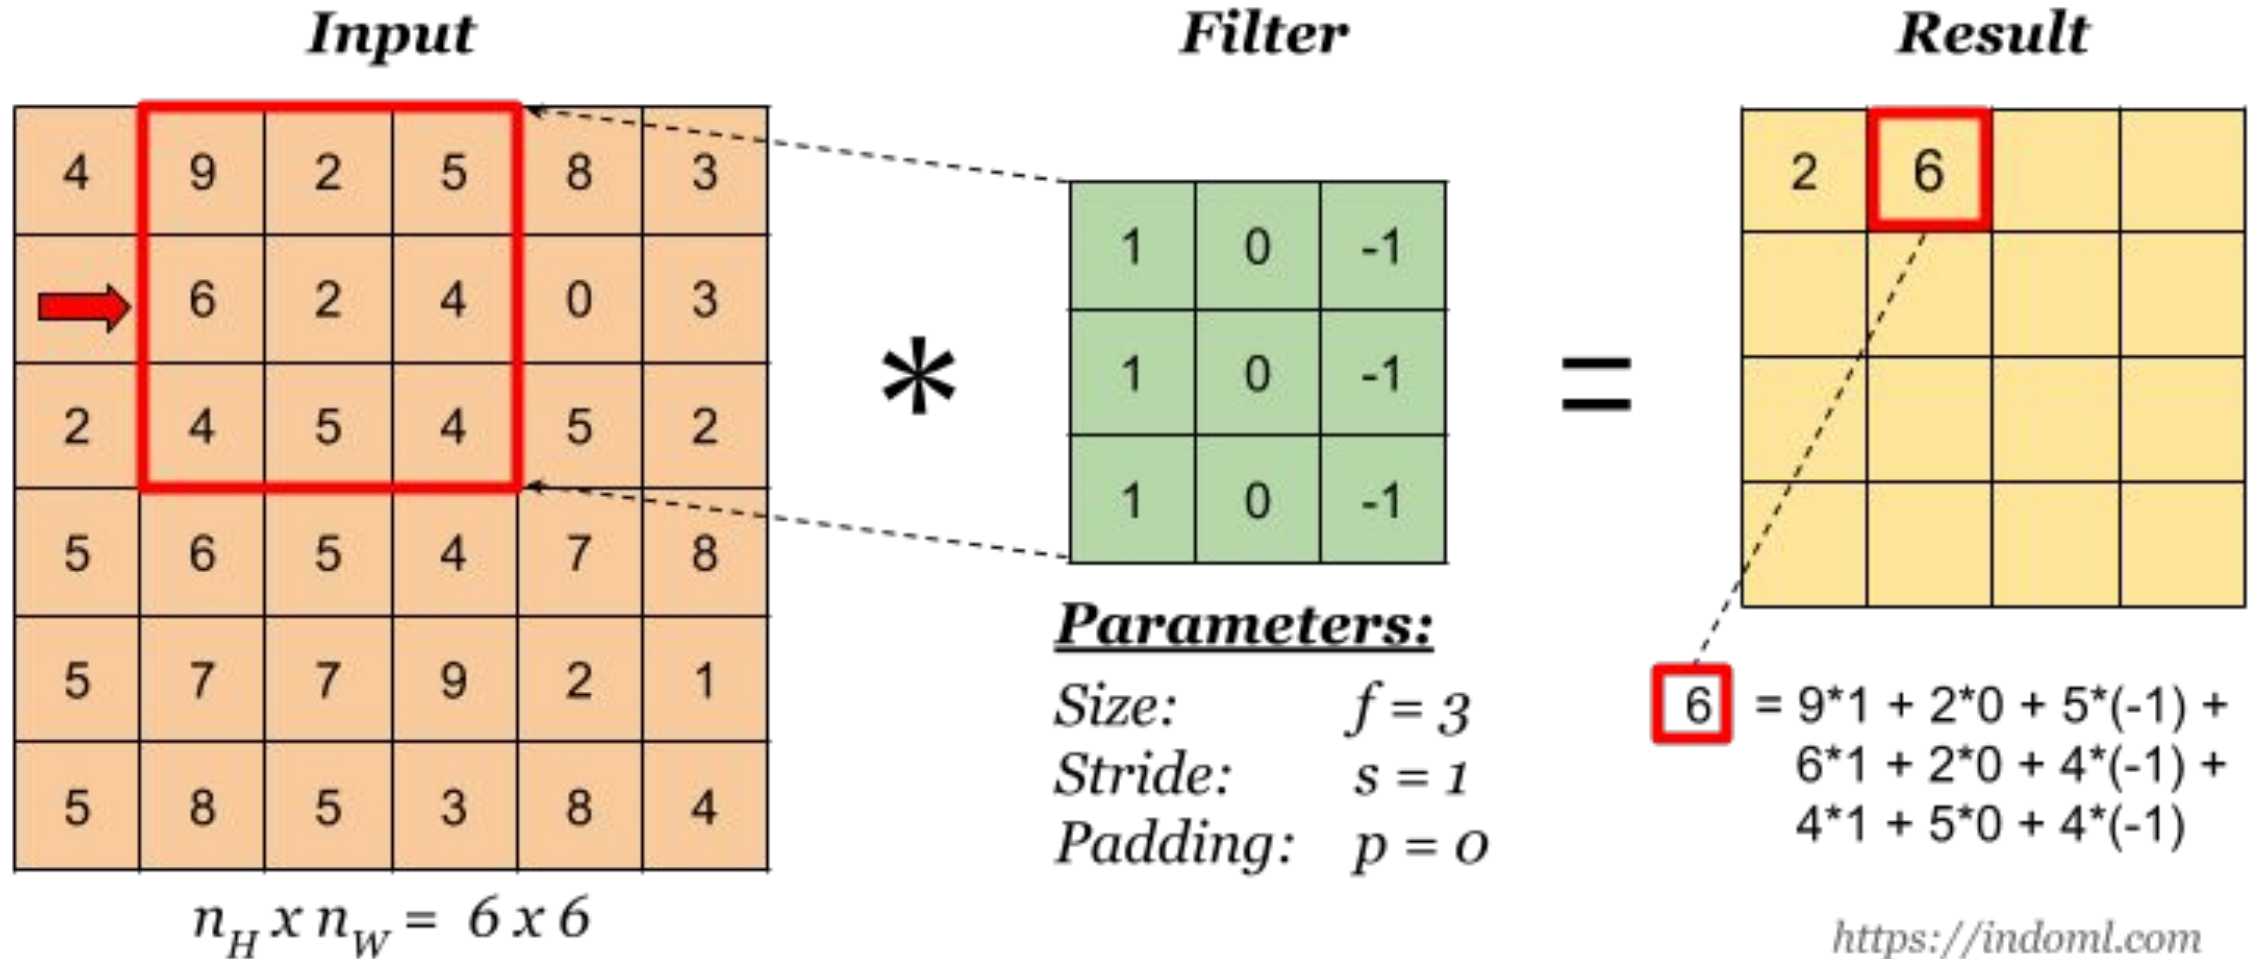 Input Filter Result
4 9 2 5 8 3
6 2 4 0 3
2 4 5 4 5 2
5 6 5 4 7 8
5 7 7 9 2 1
5 8 5 3 8 4
n_H x n_W = 6 x 6
*
1 0 -1
1 0 -1
1 0 -1
Parameters:
Size: f = 3
Stride: s = 1
Padding: p = 0
=
2 6
6 = 9*1 + 2*0 + 5*(-1) +
6*1 + 2*0 + 4*(-1) +
4*1 + 5*0 + 4*(-1)
https://indoml.com